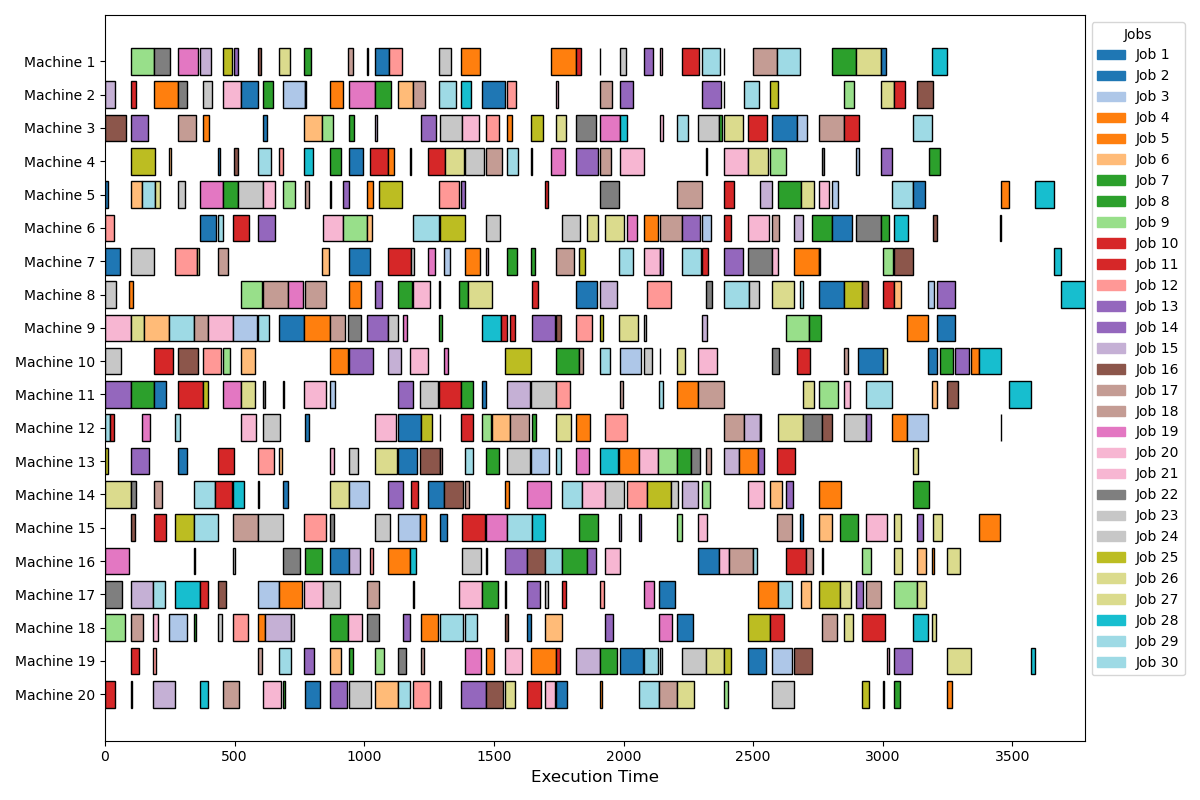 Machine 1
Machine 2
Machine 3
Machine 4
Machine 5
Machine 6
Machine 7
Machine 8
Machine 9
Machine 10
Machine 11
Machine 12
Machine 13
Machine 14
Machine 15
Machine 16
Machine 17
Machine 18
Machine 19
Machine 20
0 500 1000 1500 2000 2500 3000 3500
Execution Time
Jobs
Job 1
Job 2
Job 3
Job 4
Job 5
Job 6
Job 7
Job 8
Job 9
Job 10
Job 11
Job 12
Job 13
Job 14
Job 15
Job 16
Job 17
Job 18
Job 19
Job 20
Job 21
Job 22
Job 23
Job 24
Job 25
Job 26
Job 27
Job 28
Job 29
Job 30